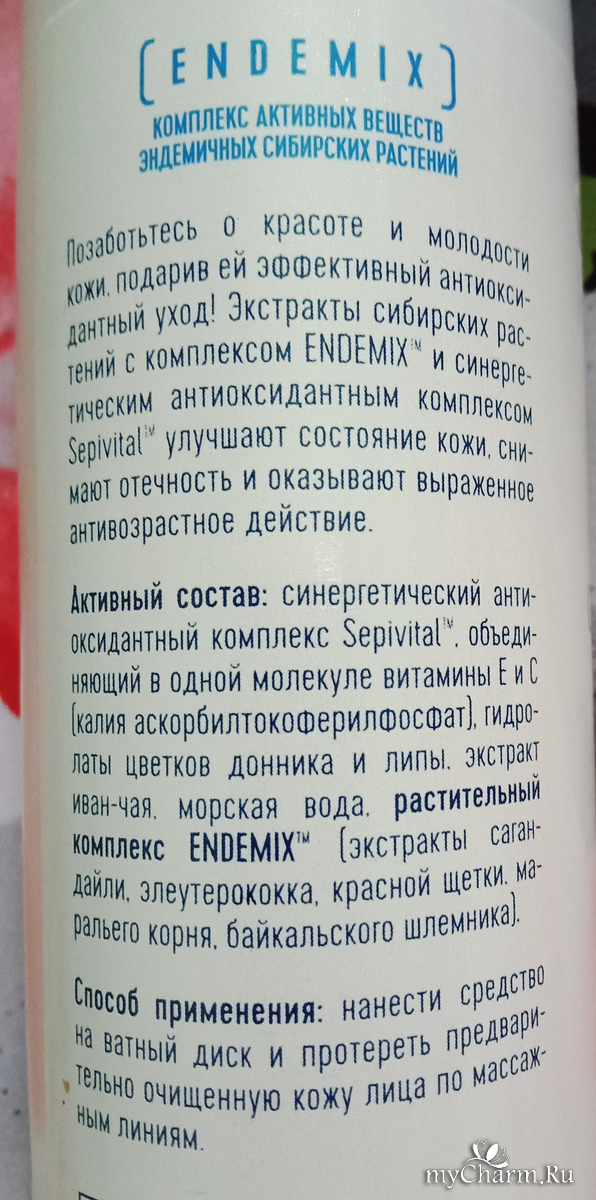 [ENDEMIX]
КОМПЛЕКС АКТИВНЫХ ВЕЩЕСТВ
ЭНДЕМИЧНЫХ СИБИРСКИХ РАСТЕНИЙ
Позаботьтесь о красоте и молодости
кожи, подарив ей эффективный антиокси-
дантный уход! Экстракты сибирских рас-
тений с комплексом ENDEMIX™ и синерге-
тическим антиоксидантным комплексом
Sepivital™ улучшают состояние кожи, сни-
мают отечность и оказывают выраженное
антивозрастное действие.
Активный состав: синергетический анти-
оксидантный комплекс Sepivital™, объеди-
няющий в одной молекуле витамины Е и С
(калия аскорбилтокоферилфосфат), гидро-
латы цветков донника и липы, экстракт
иван-чая, морская вода, растительный
комплекс ENDEMIX™ (экстракты саган-
дайли, элеутерококка, красной щетки, ма-
ральего корня, байкальского шлемника).
Способ применения: нанести средство
на ватный диск и протереть предвари-
тельно очищенную кожу лица по массаж-
ным линиям.
myCharm.Ru